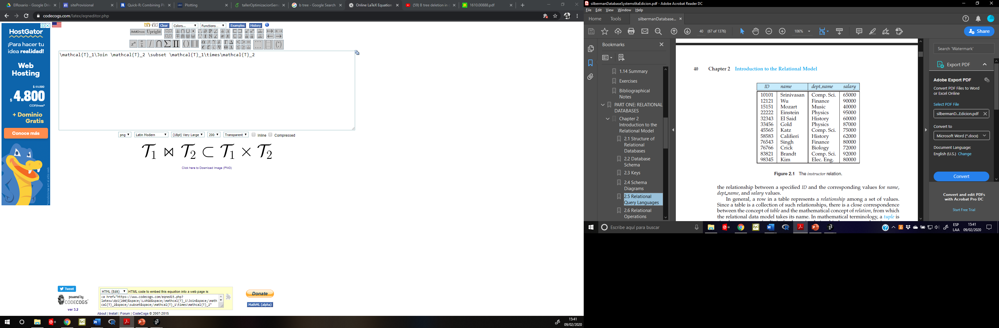 ElRosario - Google Driv
siteProvisional
Quick-R: Combining Pl
Plotting
tallerOptimizacionSema
b tree - Google Search
Online LaTeX Equation
(59) B tree deletion in
1610.00888.pdf
codecogs.com/latex/eqneditor.php
HostGator
¡Para hacer tu
idea realidad!
Web
Hosting
$ 11.900
$ 4.800
COP/mes*
+ Dominio
Gratis
Conoce más
*condiciones en el sitio web
Clear
Colors...
Functions...
Examples
History
BoldGreen
Upright
\mathcal{T}_1\Join \mathcal{T}_2 \subset \mathcal{T}_1\times\mathcal{T}_2
png
Latin Modern
(18pt) Very Large
200
Transparent
Inline
Compressed
𝒯1 ⋈ 𝒯2 ⊂ 𝒯1 × 𝒯2
Click here to Download Image (PNG)
Tweet
powered by
CODECOGS
ver 3.2
HTML (Edit)
HTML code to embed this equation into a web page is:
<a href="https://www.codecogs.com/eqnedit.php?
latex=\dpi{200}&space;\LARGE&space;\mathcal{T}_1\Join&space;\math
cal{T}_2&space;\subset&space;\mathcal{T}_1\times\mathcal{T}_2"
Donate
MathML (alpha)
About | Install | Forum | CodeCogs © 2007-2015
15:41
09/02/2020
silbermanDatabaseSystems6taEdicion.pdf - Adobe Acrobat Reader DC
File Edit View Window Help
Home
Tools
silbermanDatabase...
40
(67 of 1376)
106%
Share
Bookmarks
1.14 Summary
Exercises
Bibliographical
Notes
PART ONE: RELATIONAL
DATABASES
Chapter 2
Introduction to the
Relational Model
2.1 Structure of
Relational
Databases
2.2 Database
Schema
2.3 Keys
2.4 Schema
Diagrams
2.5 Relational
Query Languages
2.6 Relational
Operations
40 Chapter 2 Introduction to the Relational Model
ID name dept_name salary
10101 Srinivasan Comp. Sci. 65000
12121 Wu Finance 90000
15151 Mozart Music 40000
22222 Einstein Physics 95000
32343 El Said History 60000
33456 Gold Physics 87000
45565 Katz Comp. Sci. 75000
58583 Califieri History 62000
76543 Singh Finance 80000
76766 Crick Biology 72000
83821 Brandt Comp. Sci. 92000
98345 Kim Elec. Eng. 80000
Figure 2.1 The instructor relation.
the relationship between a specified ID and the corresponding values for name,
dept_name, and salary values.
In general, a row in a table represents a relationship among a set of values.
Since a table is a collection of such relationships, there is a close correspondence
between the concept of table and the mathematical concept of relation, from which
the relational data model takes its name. In mathematical terminology, a tuple is
Search 'Watermark'
Export PDF
Adobe Export PDF
Convert PDF Files to Word
or Excel Online
Select PDF File
silbermanD...Edicion.pdf
Convert to
Microsoft Word (*.docx)
Document Language:
English (U.S.) Change
Convert
Convert and edit PDFs
with Acrobat Pro DC
Start Free Trial
Escribe aquí para buscar
ESP
LAA
15:41
09/02/2020